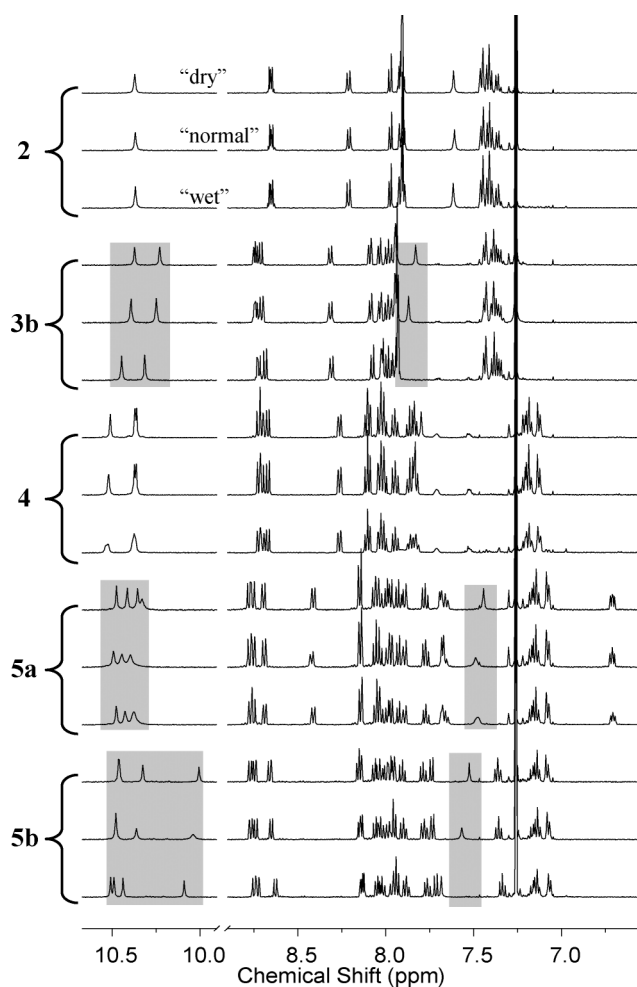 "dry"
"normal"
2
"wet"
3b
4
5a
5b
10.5 10.0 8.5 8.0 7.5 7.0
Chemical Shift (ppm)